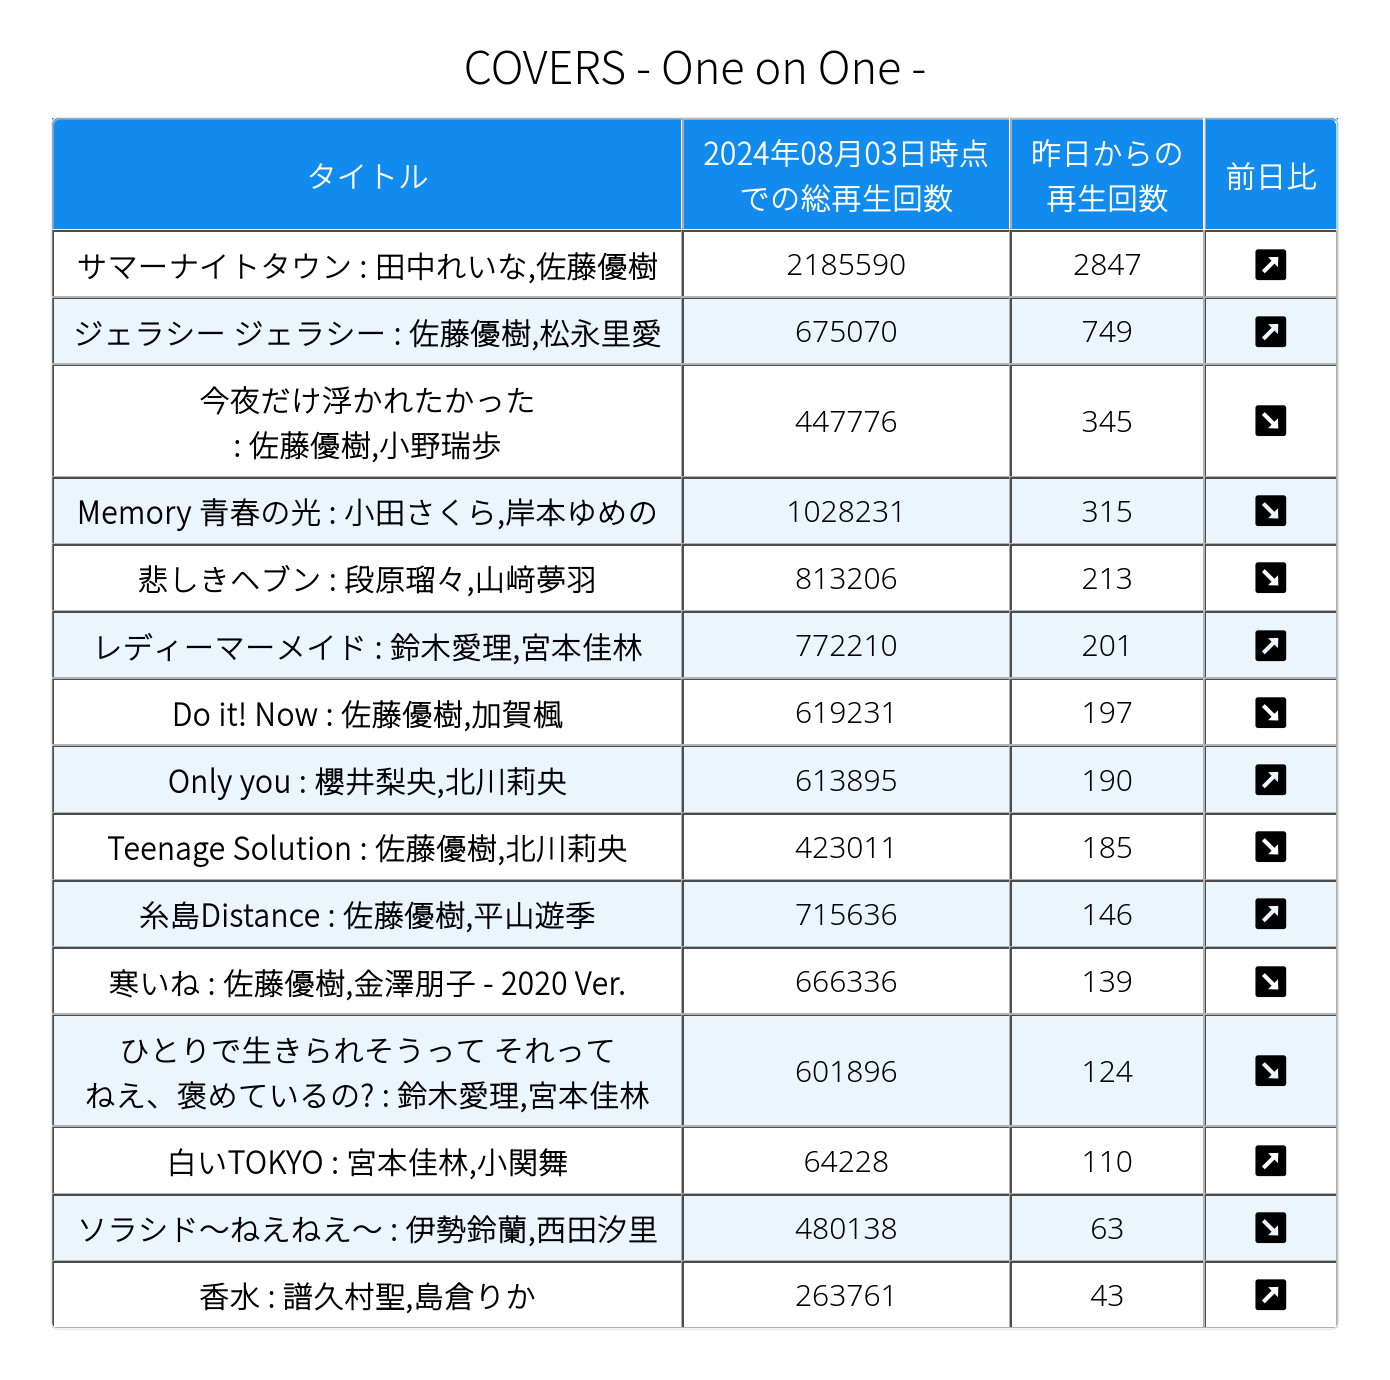 COVERS - One on One -
タイトル
2024年08月03日時点
での総再生回数
昨日からの
再生回数
前日比
サマーナイトタウン : 田中れいな,佐藤優樹 2185590 2847
ジェラシー ジェラシー : 佐藤優樹,松永里愛 675070 749
今夜だけ浮かれたかった
: 佐藤優樹,小野瑞歩
447776 345
Memory 青春の光 : 小田さくら,岸本ゆめの 1028231 315
悲しきヘブン : 段原瑠々,山﨑夢羽 813206 213
レディーマーメイド : 鈴木愛理,宮本佳林 772210 201
Do it! Now : 佐藤優樹,加賀楓 619231 197
Only you : 櫻井梨央,北川莉央 613895 190
Teenage Solution : 佐藤優樹,北川莉央 423011 185
糸島Distance : 佐藤優樹,平山遊季 715636 146
寒いね : 佐藤優樹,金澤朋子 - 2020 Ver. 666336 139
ひとりで生きられそうって それって
ねえ、褒めているの? : 鈴木愛理,宮本佳林
601896 124
白いTOKYO : 宮本佳林,小関舞 64228 110
ソラシド～ねえねえ～ : 伊勢鈴蘭,西田汐里 480138 63
香水 : 譜久村聖,島倉りか 263761 43